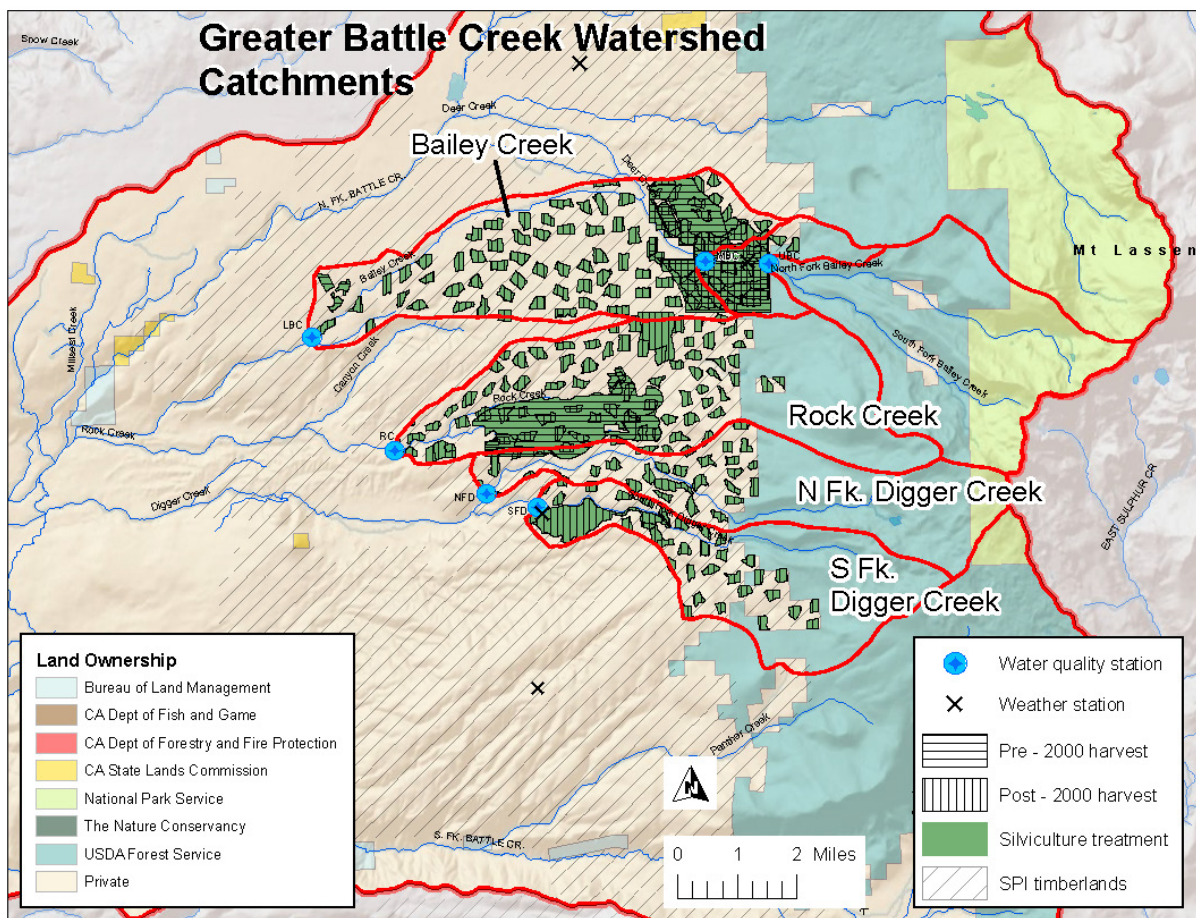 Greater Battle Creek Watershed
Catchments
Snow Creek
Deer Creek
Bailey Creek
N. FK. BATTLE CR.
Deer Creek
MBC
UBC
North Fork Bailey Creek
Mt Lassen
Bailey Creek
LBC
Millseat Creek
Canyon Creek
South Fork Bailey Creek
Rock Creek
Rock Creek
RC
Rock Creek
Digger Creek
NFD
SFD
N Fk. Digger Creek
EAST SULPHUR CR
S Fk.
Digger Creek
Panther Creek
S. FK. BATTLE CR.
Land Ownership
Bureau of Land Management
CA Dept of Fish and Game
CA Dept of Forestry and Fire Protection
CA State Lands Commission
National Park Service
The Nature Conservancy
USDA Forest Service
Private
N
0 1 2 Miles
Water quality station
Weather station
Pre - 2000 harvest
Post - 2000 harvest
Silviculture treatment
SPI timberlands